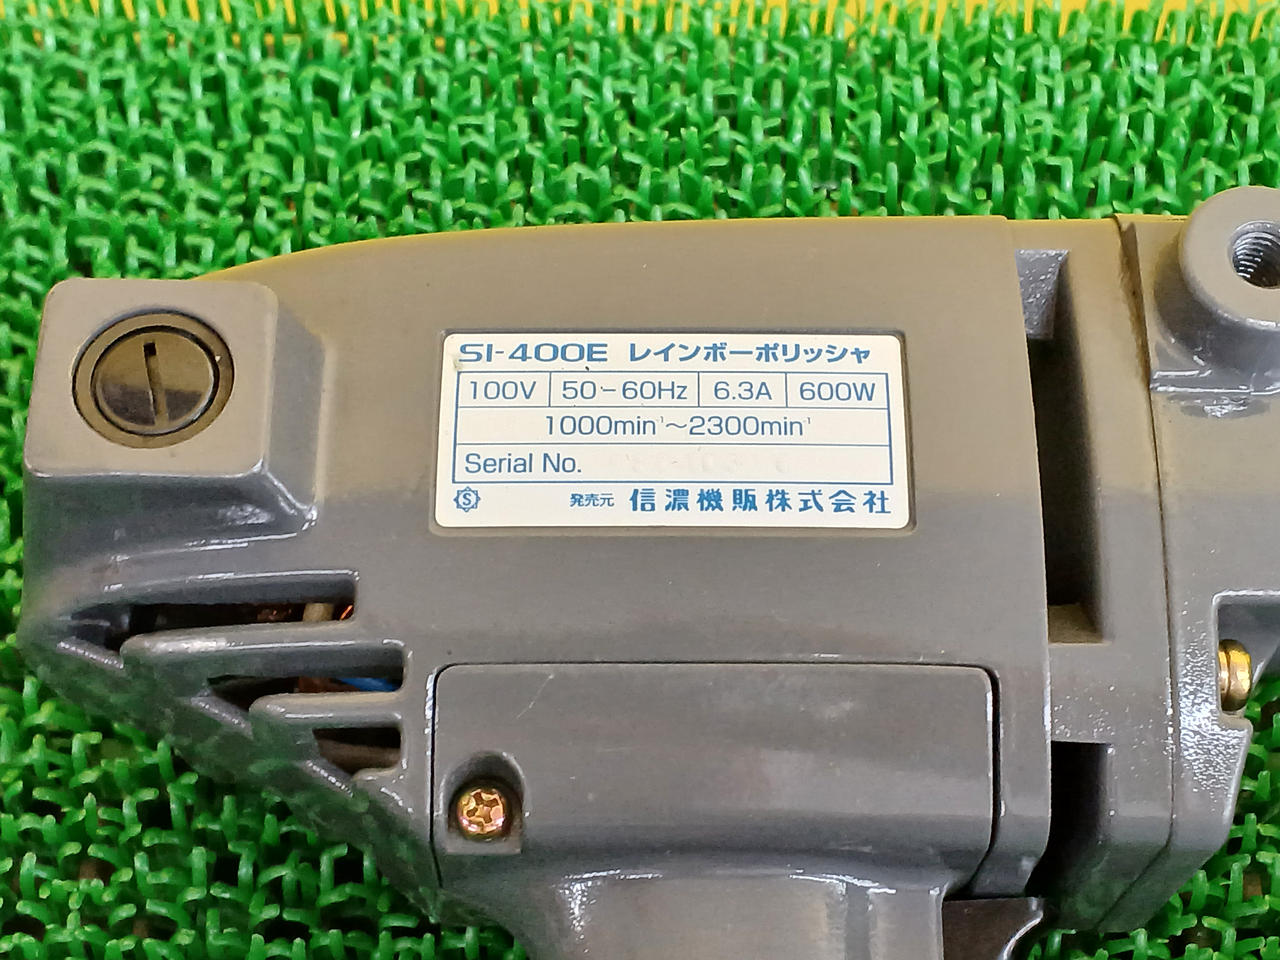 SI-400E レインボーポリッシャ
100V 50-60Hz 6.3A 600W
1000min⁻¹～2300min⁻¹
Serial No.
発売元 信濃機販株式会社